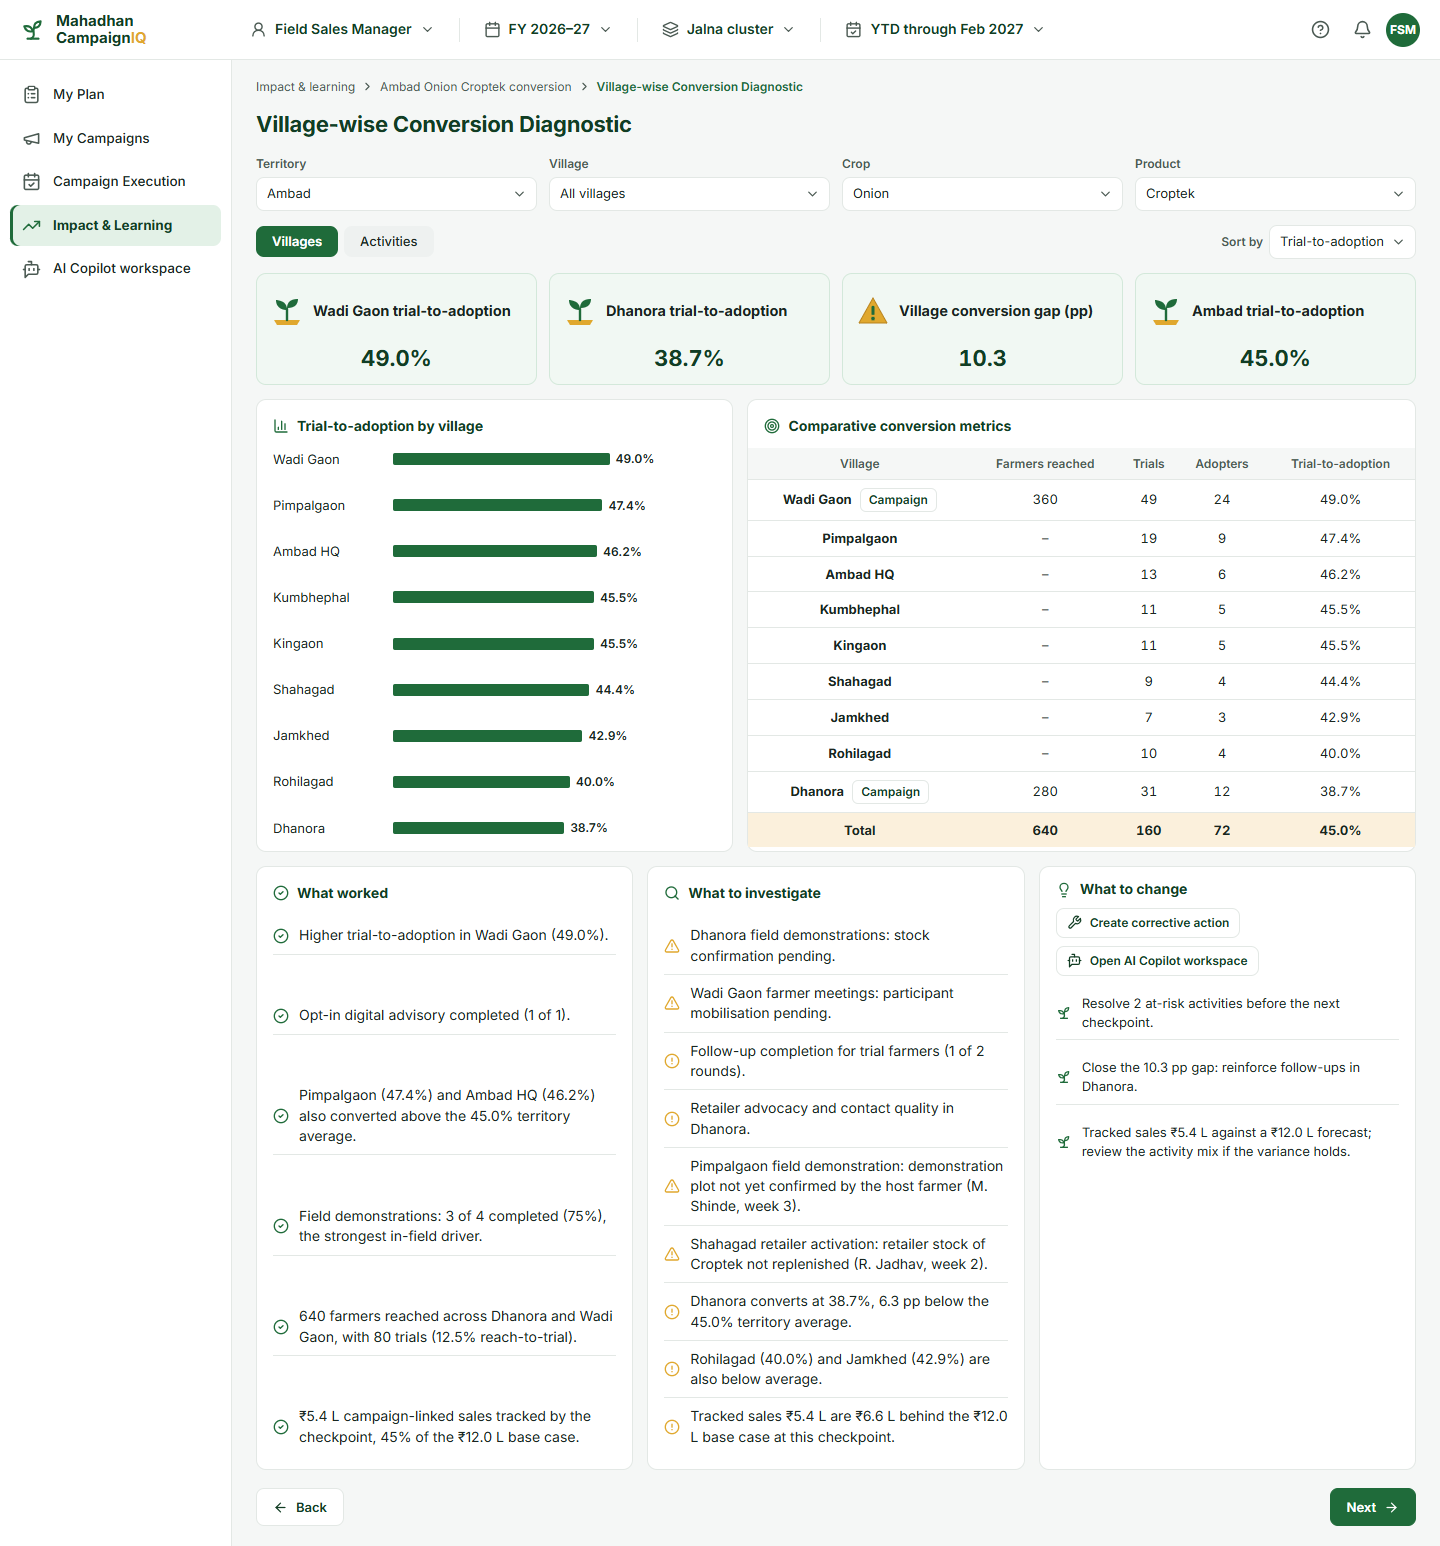 Mahadhan
CampaignIQ
Field Sales Manager
FY 2026–27
Jalna cluster
YTD through Feb 2027
FSM
My Plan
My Campaigns
Campaign Execution
Impact & Learning
AI Copilot workspace
Impact & learning > Ambad Onion Croptek conversion > Village-wise Conversion Diagnostic
Village-wise Conversion Diagnostic
Territory
Village
Crop
Product
Ambad
All villages
Onion
Croptek
Villages
Activities
Sort by
Trial-to-adoption
Wadi Gaon trial-to-adoption
49.0%
Dhanora trial-to-adoption
38.7%
Village conversion gap (pp)
10.3
Ambad trial-to-adoption
45.0%
Trial-to-adoption by village
Wadi Gaon 49.0%
Pimpalgaon 47.4%
Ambad HQ 46.2%
Kumbhephal 45.5%
Kingaon 45.5%
Shahagad 44.4%
Jamkhed 42.9%
Rohilagad 40.0%
Dhanora 38.7%
Comparative conversion metrics
Village Farmers reached Trials Adopters Trial-to-adoption
Wadi Gaon Campaign 360 49 24 49.0%
Pimpalgaon – 19 9 47.4%
Ambad HQ – 13 6 46.2%
Kumbhephal – 11 5 45.5%
Kingaon – 11 5 45.5%
Shahagad – 9 4 44.4%
Jamkhed – 7 3 42.9%
Rohilagad – 10 4 40.0%
Dhanora Campaign 280 31 12 38.7%
Total 640 160 72 45.0%
What worked
Higher trial-to-adoption in Wadi Gaon (49.0%).
Opt-in digital advisory completed (1 of 1).
Pimpalgaon (47.4%) and Ambad HQ (46.2%)
also converted above the 45.0% territory
average.
Field demonstrations: 3 of 4 completed (75%),
the strongest in-field driver.
640 farmers reached across Dhanora and Wadi
Gaon, with 80 trials (12.5% reach-to-trial).
₹5.4 L campaign-linked sales tracked by the
checkpoint, 45% of the ₹12.0 L base case.
What to investigate
Dhanora field demonstrations: stock
confirmation pending.
Wadi Gaon farmer meetings: participant
mobilisation pending.
Follow-up completion for trial farmers (1 of 2
rounds).
Retailer advocacy and contact quality in
Dhanora.
Pimpalgaon field demonstration: demonstration
plot not yet confirmed by the host farmer (M.
Shinde, week 3).
Shahagad retailer activation: retailer stock of
Croptek not replenished (R. Jadhav, week 2).
Dhanora converts at 38.7%, 6.3 pp below the
45.0% territory average.
Rohilagad (40.0%) and Jamkhed (42.9%) are
also below average.
Tracked sales ₹5.4 L are ₹6.6 L behind the ₹12.0
L base case at this checkpoint.
What to change
Create corrective action
Open AI Copilot workspace
Resolve 2 at-risk activities before the next
checkpoint.
Close the 10.3 pp gap: reinforce follow-ups in
Dhanora.
Tracked sales ₹5.4 L against a ₹12.0 L forecast;
review the activity mix if the variance holds.
Back
Next